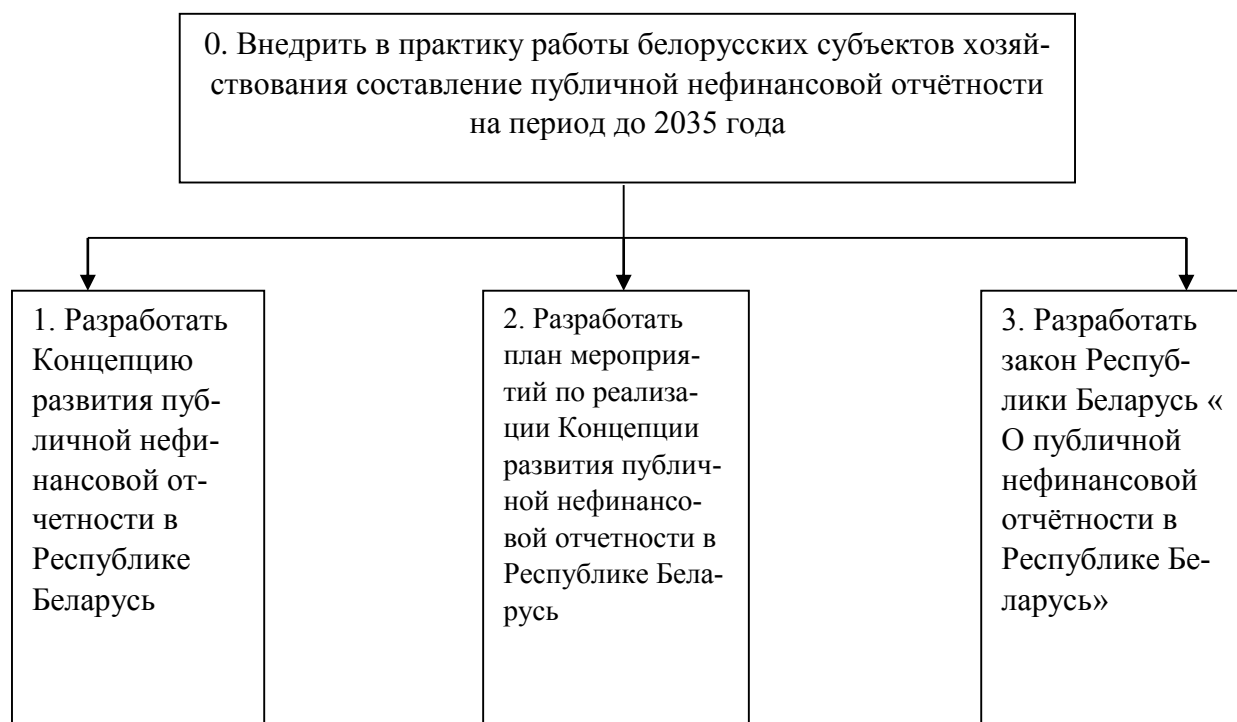 0. Внедрить в практику работы белорусских субъектов хозяй-
ствования составление публичной нефинансовой отчётности
на период до 2035 года
1. Разработать
Концепцию
развития пуб-
личной нефи-
нансовой от-
четности в
Республике
Беларусь
2. Разработать
план мероприя-
тий по реализа-
ции Концепции
развития публич-
ной нефинансо-
вой отчетности в
Республике Бела-
русь
3. Разработать
закон Респуб-
лики Беларусь «
О публичной
нефинансовой
отчётности в
Республике Бе-
ларусь»